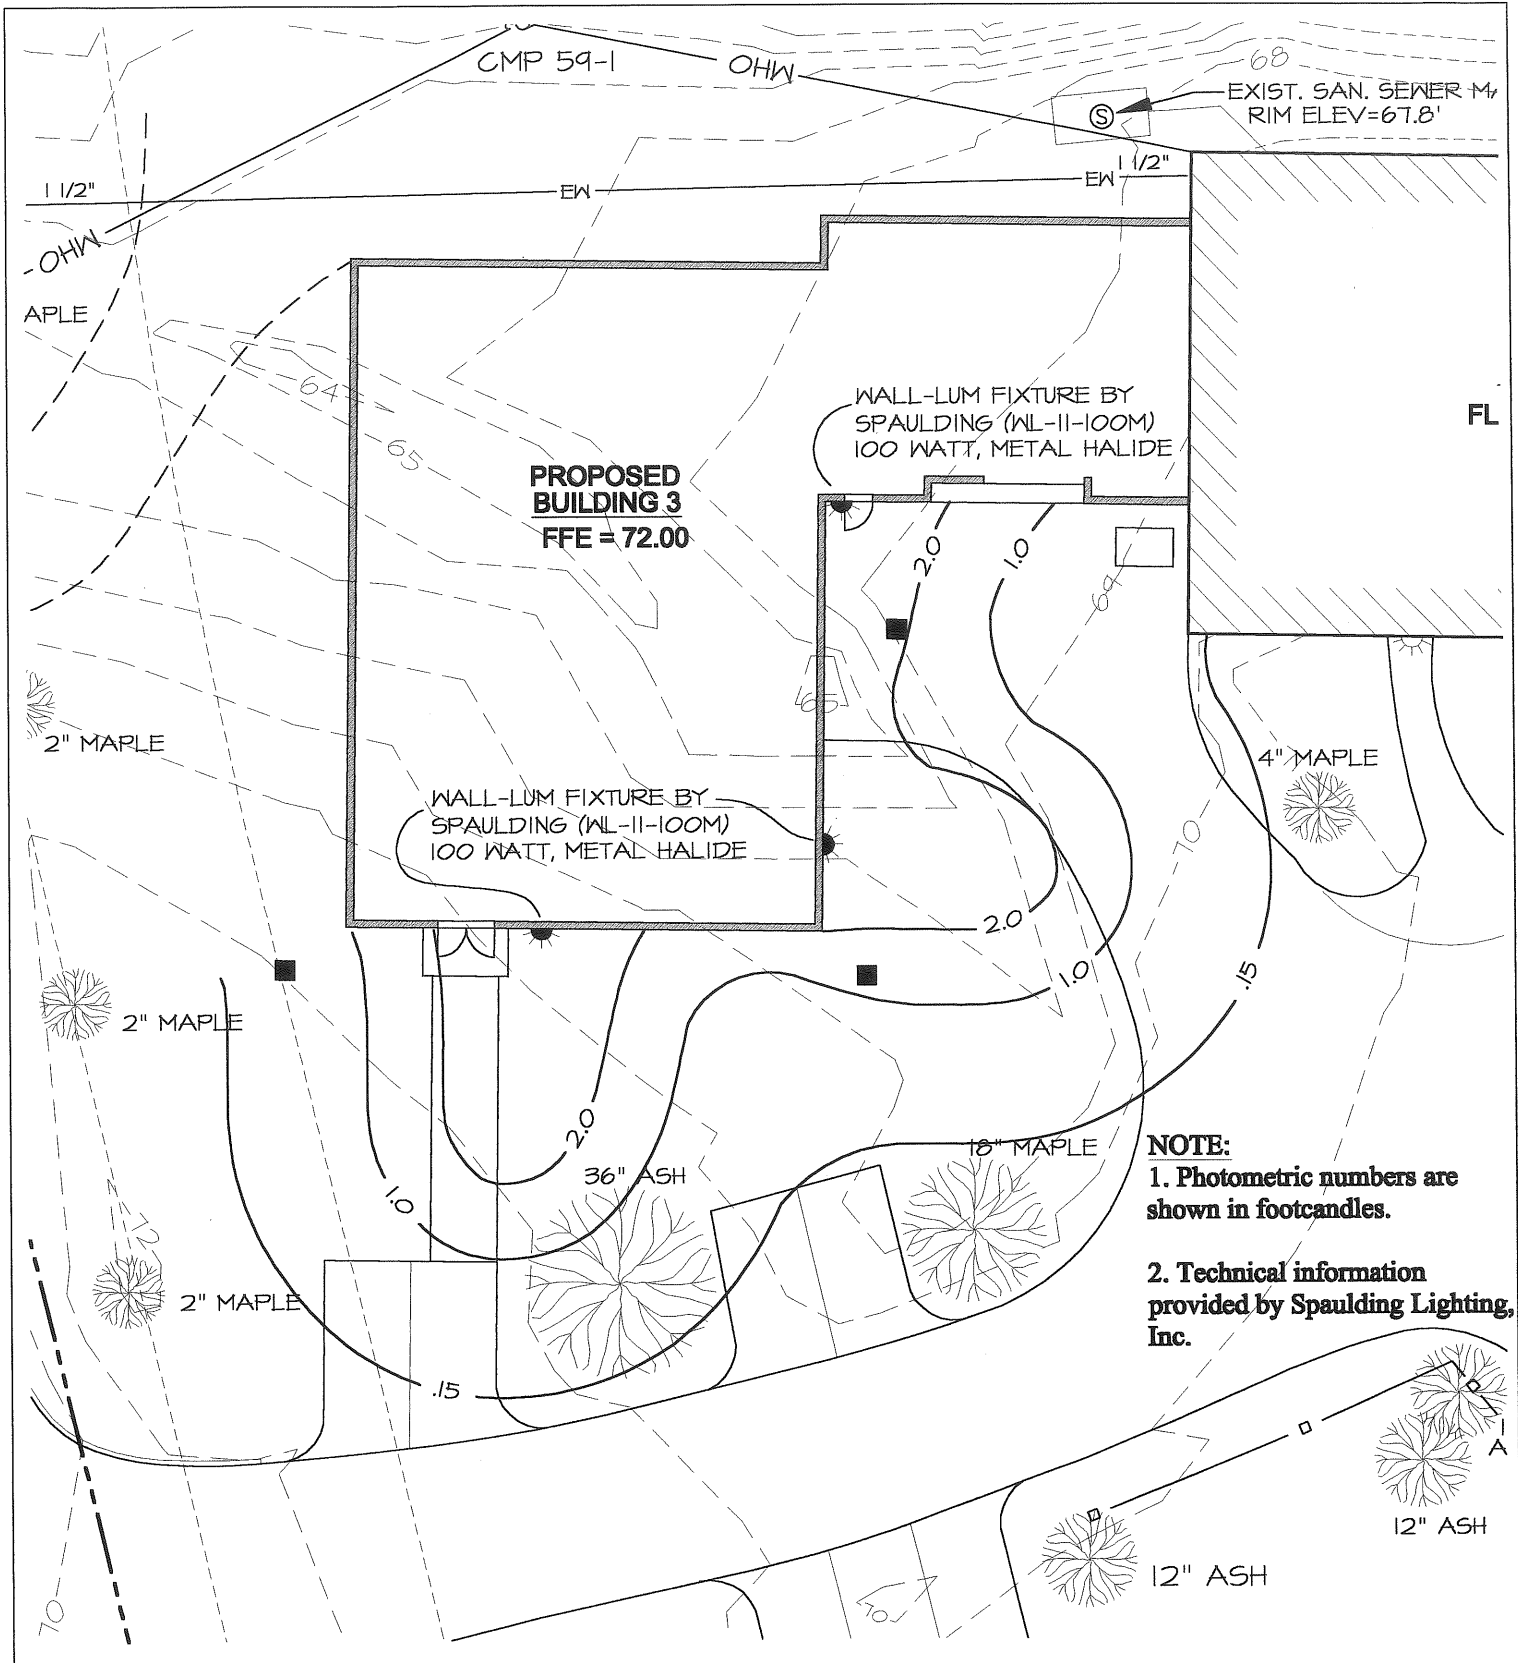 CMP 59-1
OHW
68
EXIST. SAN. SEWER M
RIM ELEV=67.8'
S
1 1/2"
EW
EW
1 1/2"
OHW
APLE
64
65
WALL-LUM FIXTURE BY
SPAULDING (WL-11-100M)
100 WATT, METAL HALIDE
FL
PROPOSED
BUILDING 3
FFE = 72.00
2.0
1.0
69
65
2" MAPLE
4" MAPLE
WALL-LUM FIXTURE BY
SPAULDING (WL-11-100M)
100 WATT, METAL HALIDE
70
2.0
1.0
.15
2" MAPLE
2.0
36" ASH
18" MAPLE
1.0
NOTE:
1. Photometric numbers are
shown in footcandles.
2. Technical information
provided by Spaulding Lighting,
Inc.
2" MAPLE
.15
A
12" ASH
12" ASH
70
70